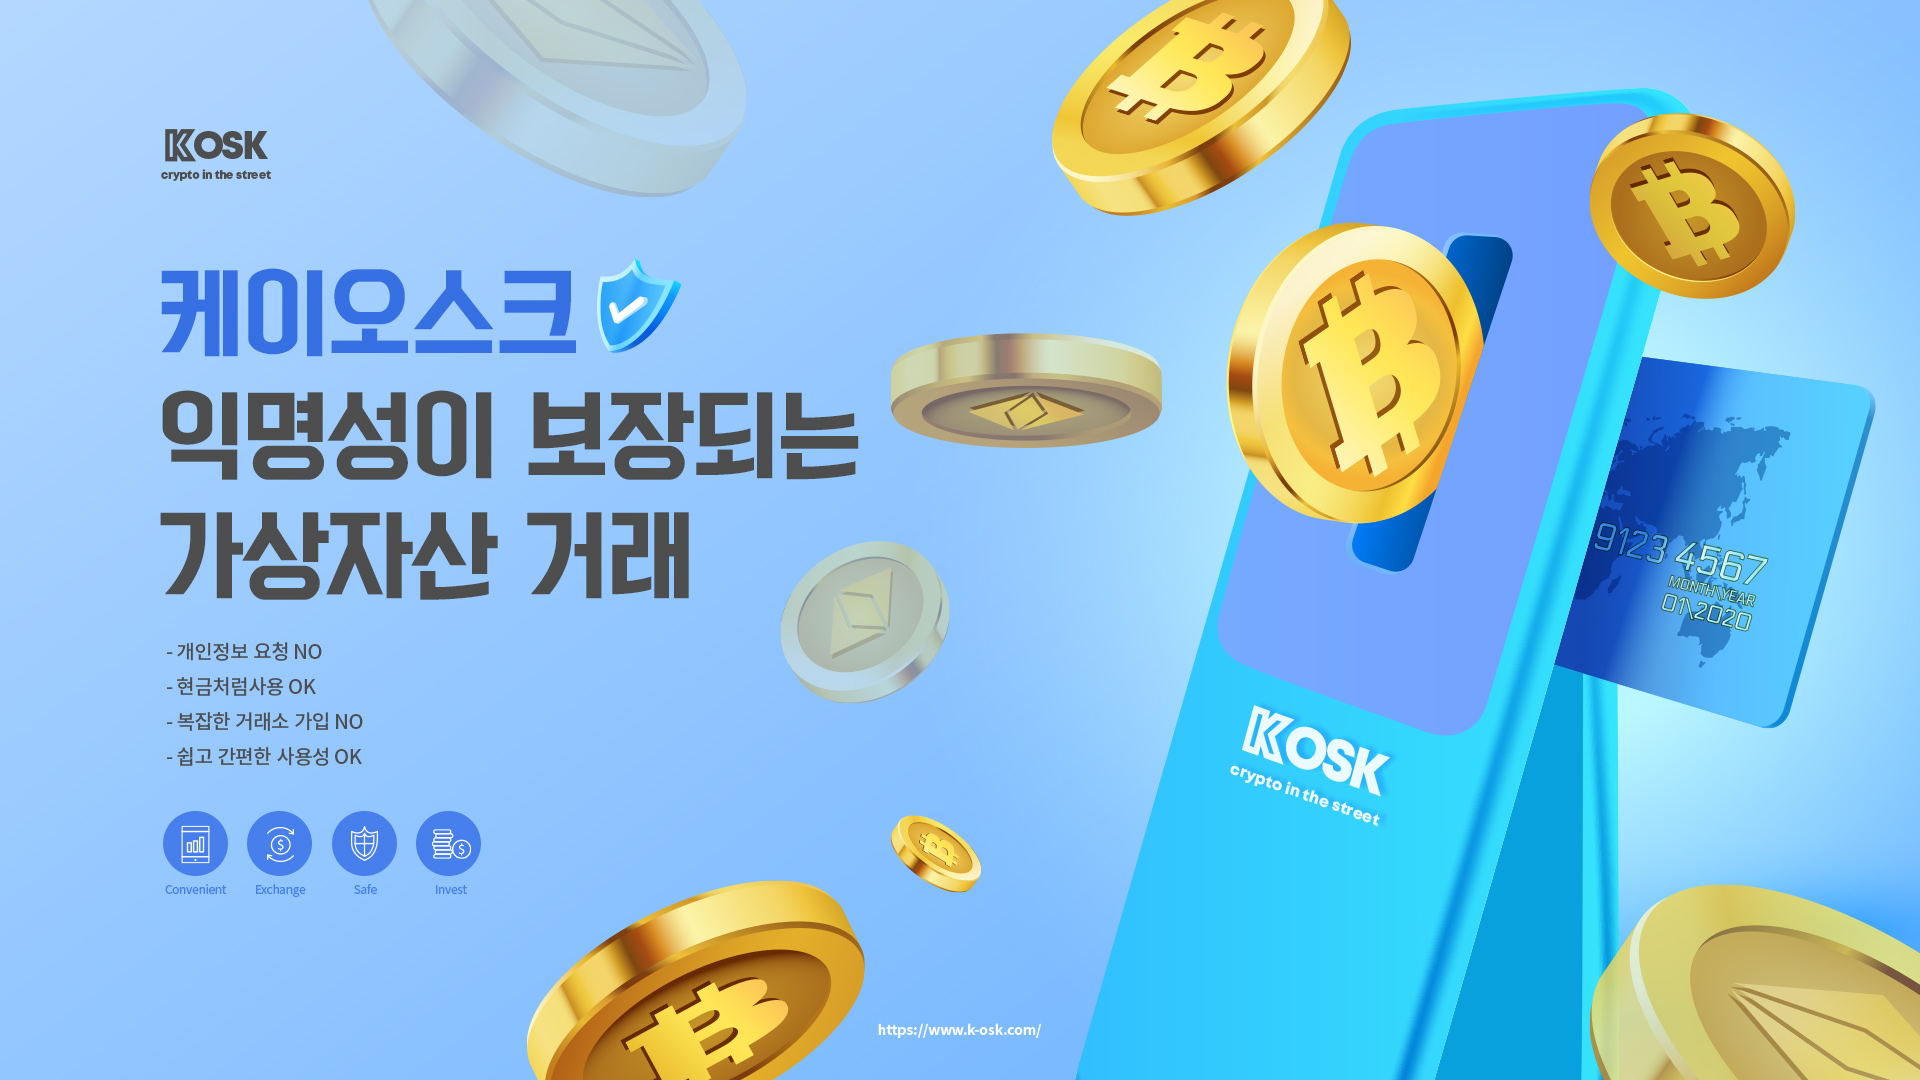 KOSK
crypto in the street
케이오스크
익명성이 보장되는
가상자산 거래
- 개인정보 요청 NO
- 현금처럼사용 OK
- 복잡한 거래소 가입 NO
- 쉽고 간편한 사용성 OK
Convenient
Exchange
Safe
Invest
9123 4567
MONTH\YEAR
01\2020
KOSK
crypto in the street
https://www.k-osk.com/